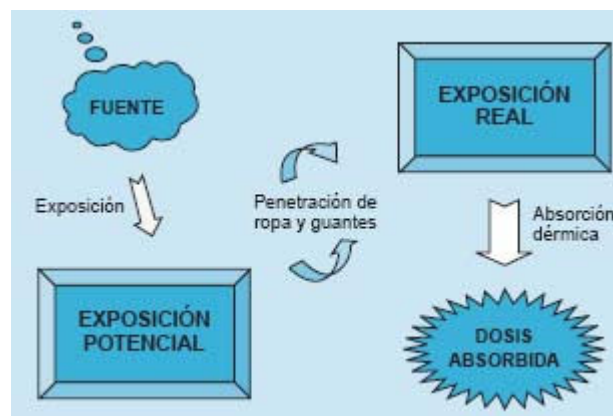 FUENTE
Exposición
EXPOSICIÓN
POTENCIAL
Penetración de
ropa y guantes
EXPOSICIÓN
REAL
Absorción
dérmica
DOSIS
ABSORBIDA